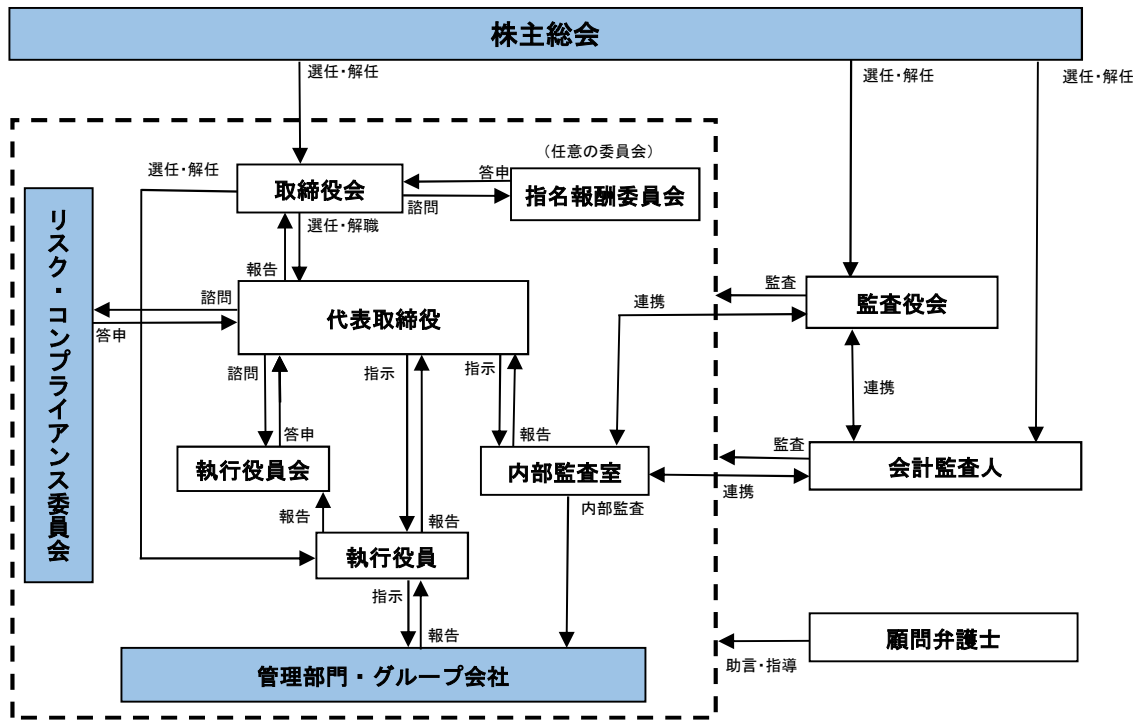 株主総会
選任・解任
選任・解任
選任・解任
(任意の委員会)
選任・解任
答申
取締役会
指名報酬委員会
諮問
選任・解職
報告
リスク・コンプライアンス委員会
諮問
答申
代表取締役
連携
監査
監査役会
諮問
指示
指示
連携
答申
報告
執行役員会
内部監査室
監査
会計監査人
連携
内部監査
報告
報告
執行役員
指示
報告
顧問弁護士
助言・指導
管理部門・グループ会社